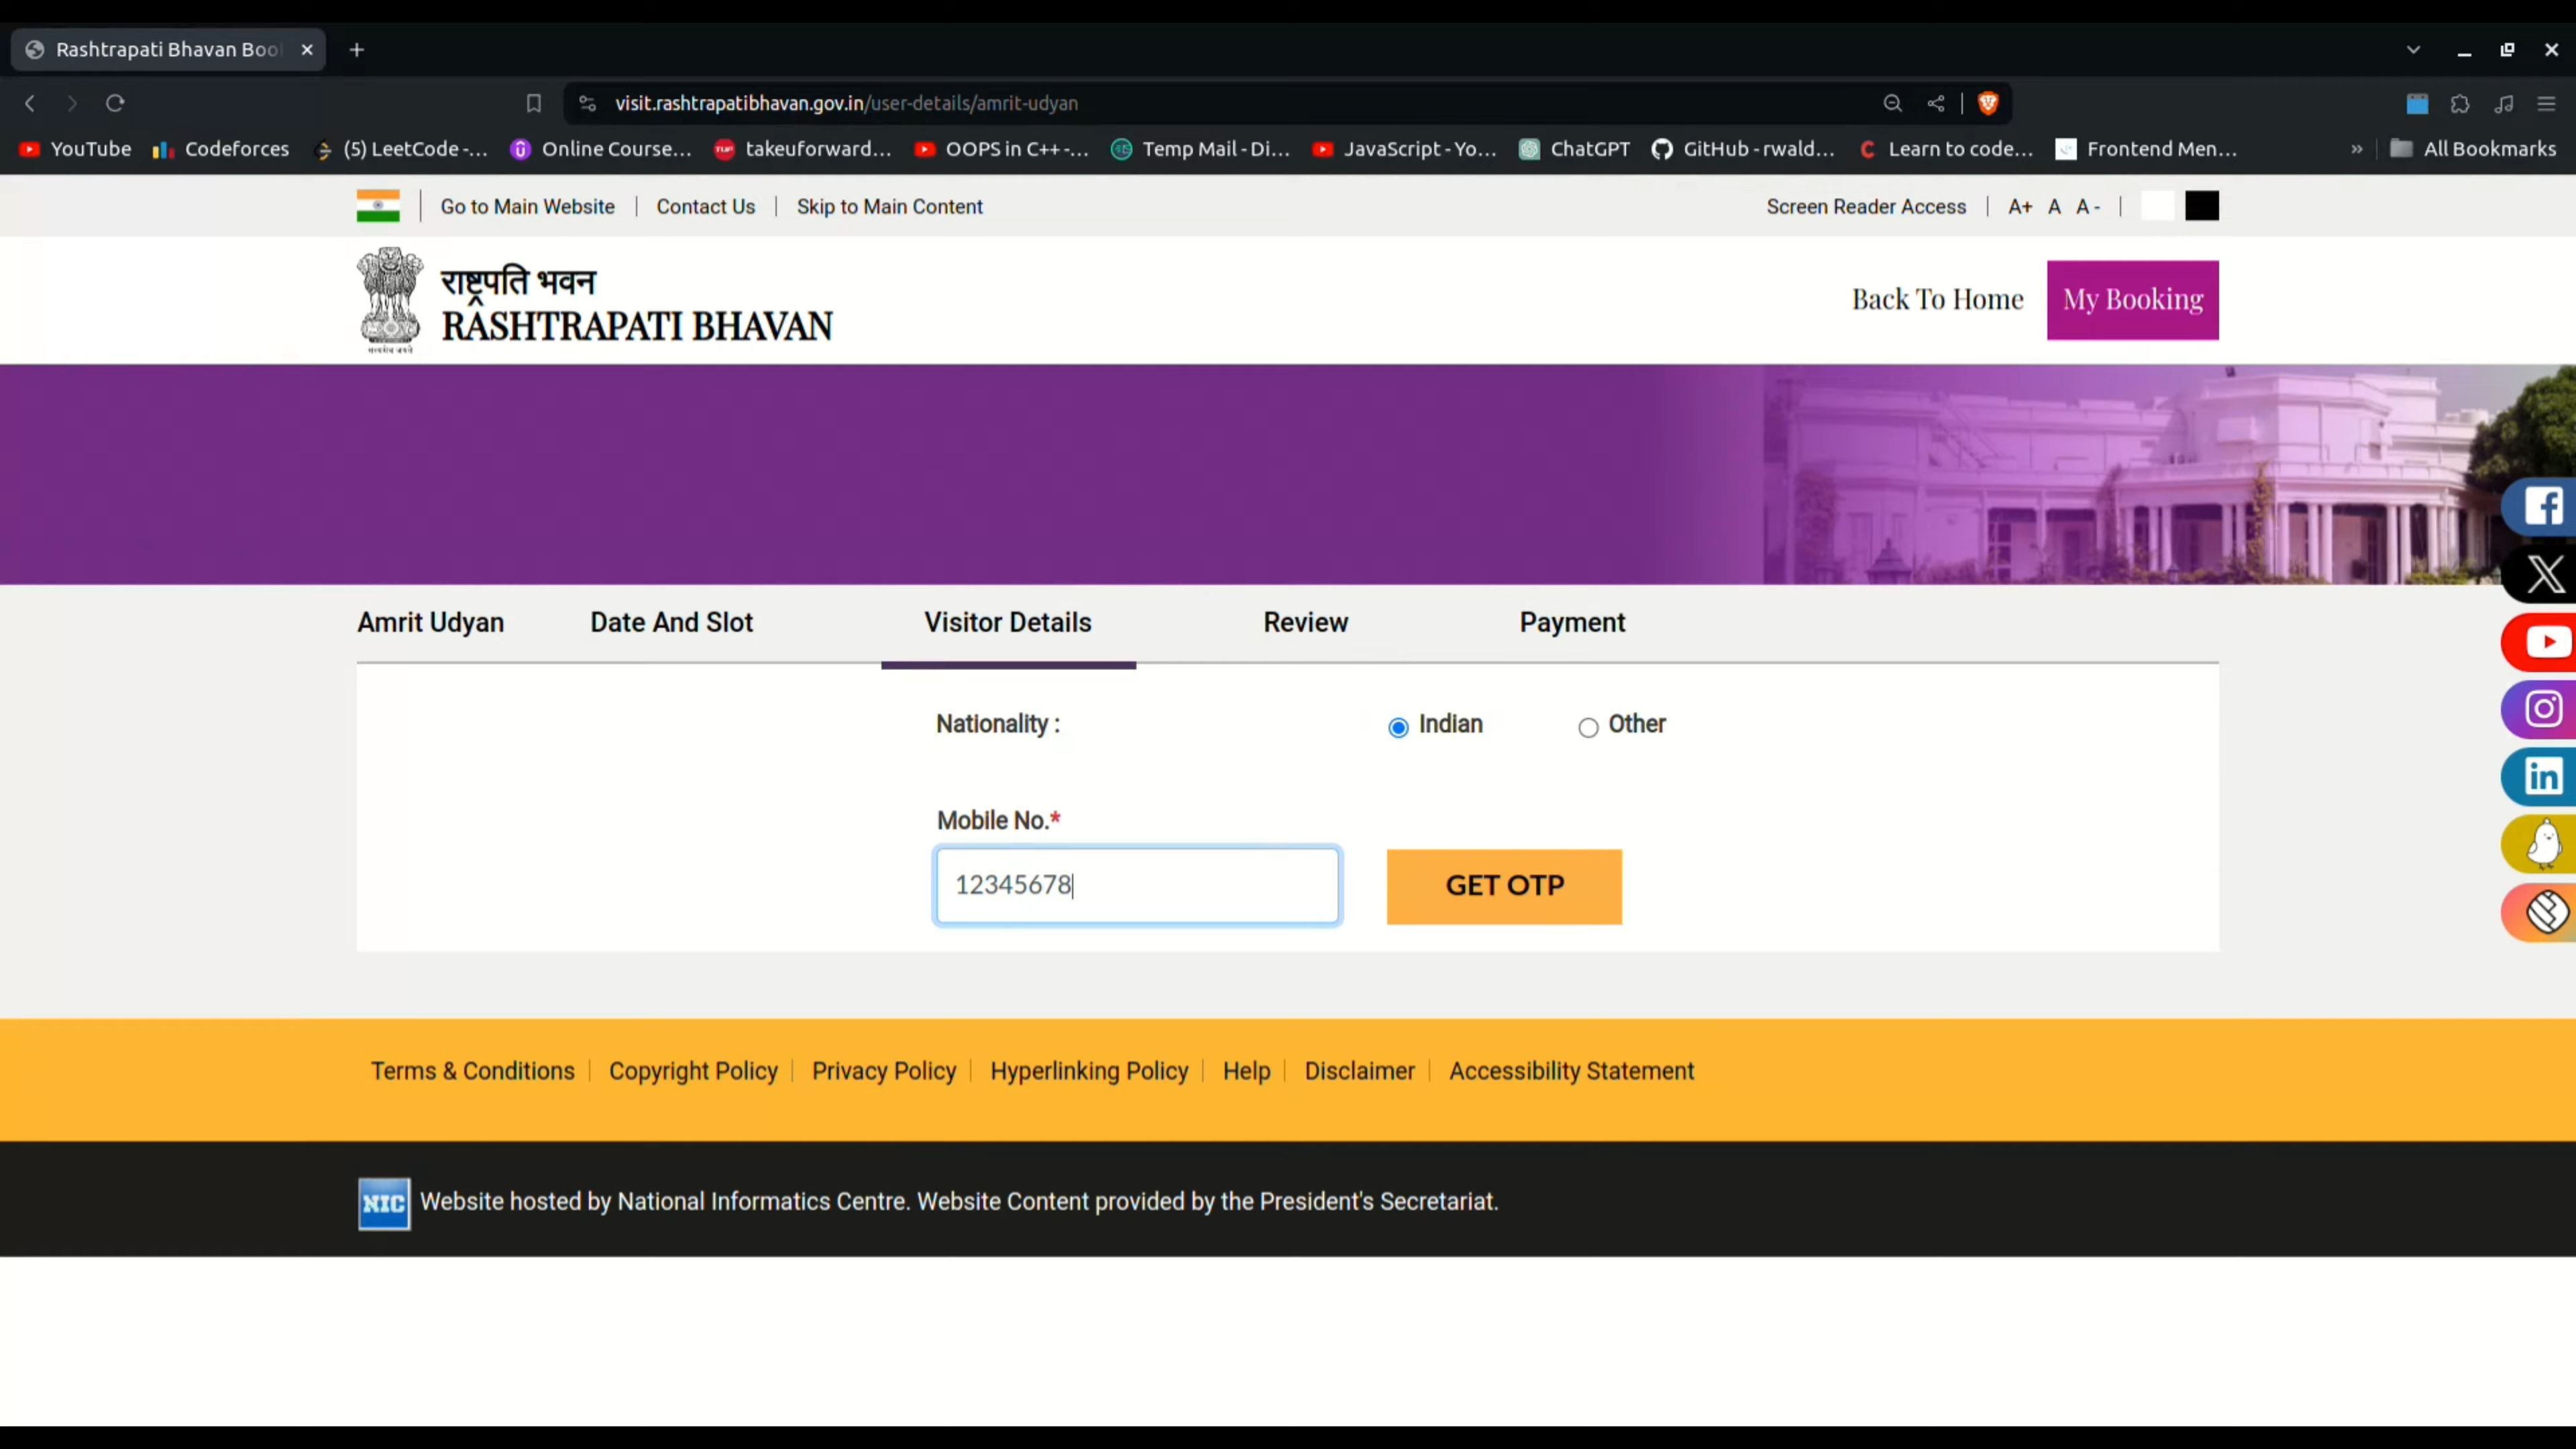 Rashtrapati Bhavan Boo
visit.rashtrapatibhavan.gov.in/user-details/amrit-udyan
YouTube Codeforces (5) LeetCode -... Online Course... takeuforward... OOPS in C++ -... Temp Mail - Di... JavaScript - Yo... ChatGPT GitHub - rwald... Learn to code... Frontend Men... » All Bookmarks
Go to Main Website | Contact Us | Skip to Main Content Screen Reader Access | A+ A A- |
राष्ट्रपति भवन
RASHTRAPATI BHAVAN
सत्यमेव जयते
Back To Home My Booking
Amrit Udyan Date And Slot Visitor Details Review Payment
Nationality : Indian Other
Mobile No.*
12345678 GET OTP
Terms & Conditions | Copyright Policy | Privacy Policy | Hyperlinking Policy | Help | Disclaimer | Accessibility Statement
NIC Website hosted by National Informatics Centre. Website Content provided by the President's Secretariat.